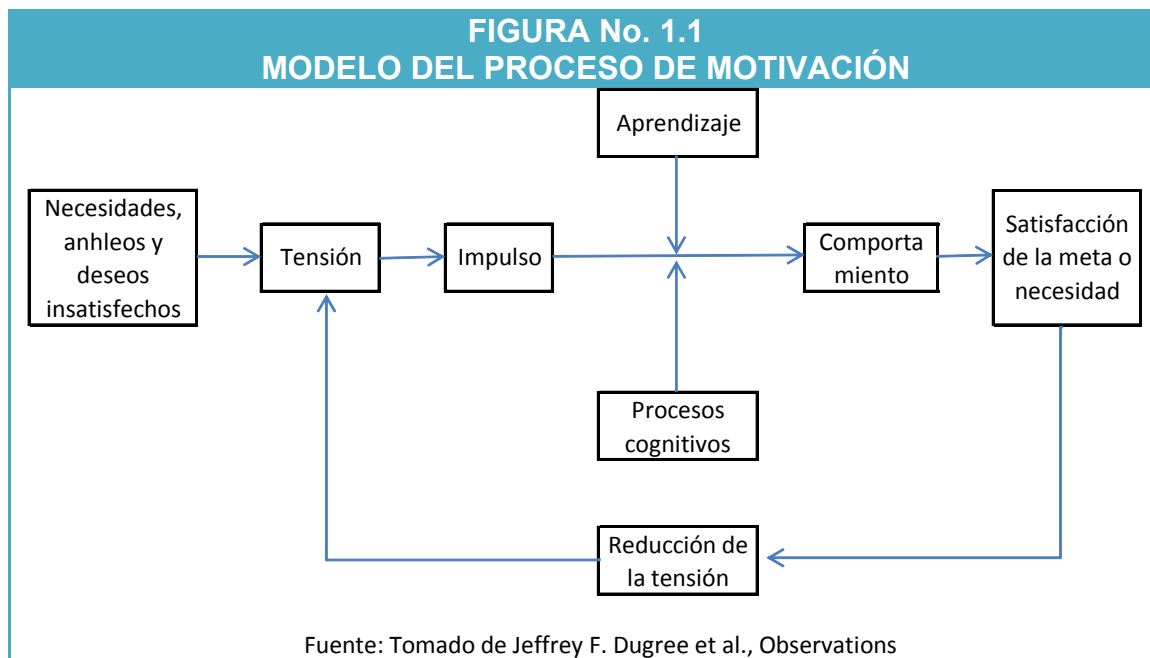 FIGURA No. 1.1
MODELO DEL PROCESO DE MOTIVACIÓN
Aprendizaje
Necesidades,
anhleos y
deseos
insatisfechos
Tensión
Impulso
Comporta
miento
Satisfacción
de la meta o
necesidad
Procesos
cognitivos
Reducción de
la tensión
Fuente: Tomado de Jeffrey F. Dugree et al., Observations